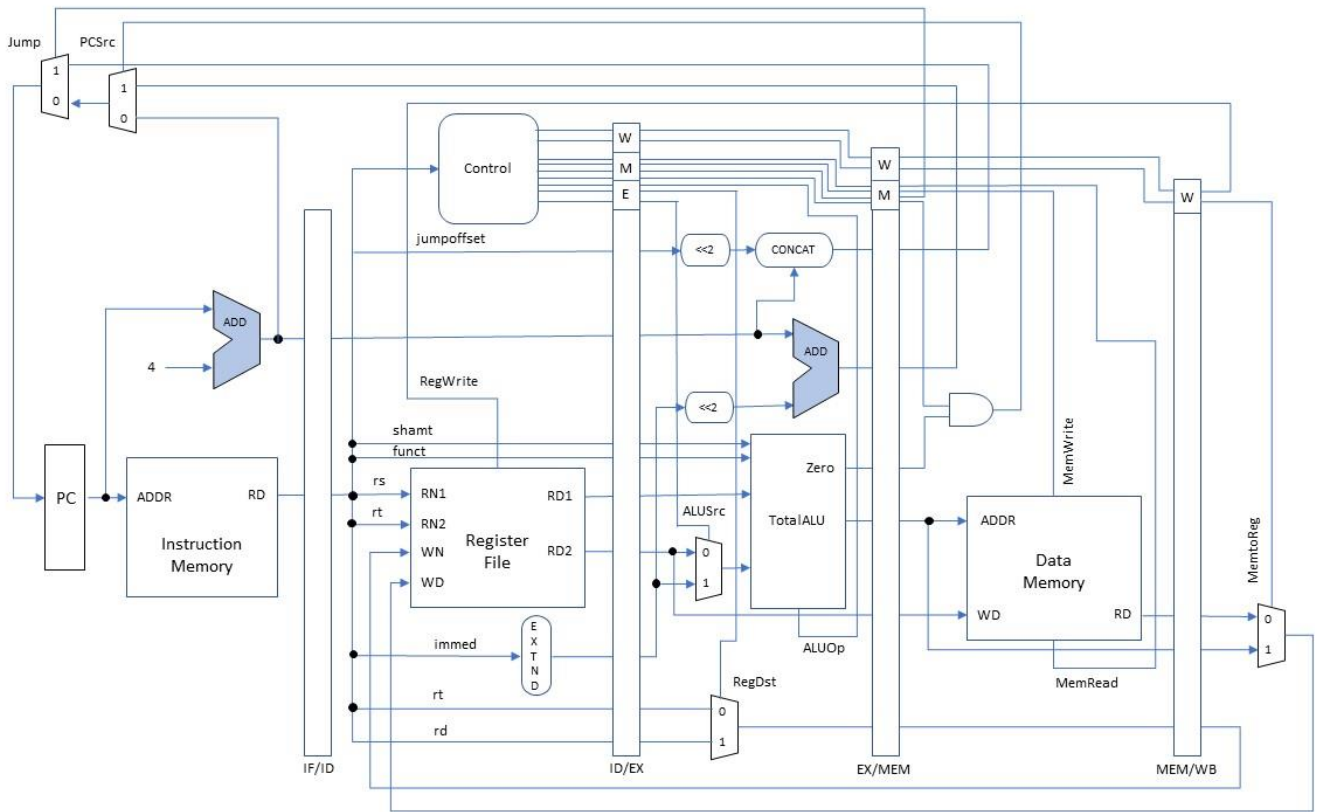 Jump
PCSrc
1
0
1
0
Control
W
M
E
W
M
W
jumpoffset
<<2
CONCAT
ADD
4
ADD
RegWrite
<<2
shamt
funct
MemWrite
PC
ADDR
RD
Instruction
Memory
rs
rt
RN1
RN2
WN
WD
RD1
RD2
Register
File
ALUSrc
0
1
Zero
TotalALU
ADDR
Data
Memory
WD
RD
MemtoReg
0
1
immed
E
X
T
N
D
ALUOp
MemRead
RegDst
rt
rd
0
1
IF/ID
ID/EX
EX/MEM
MEM/WB